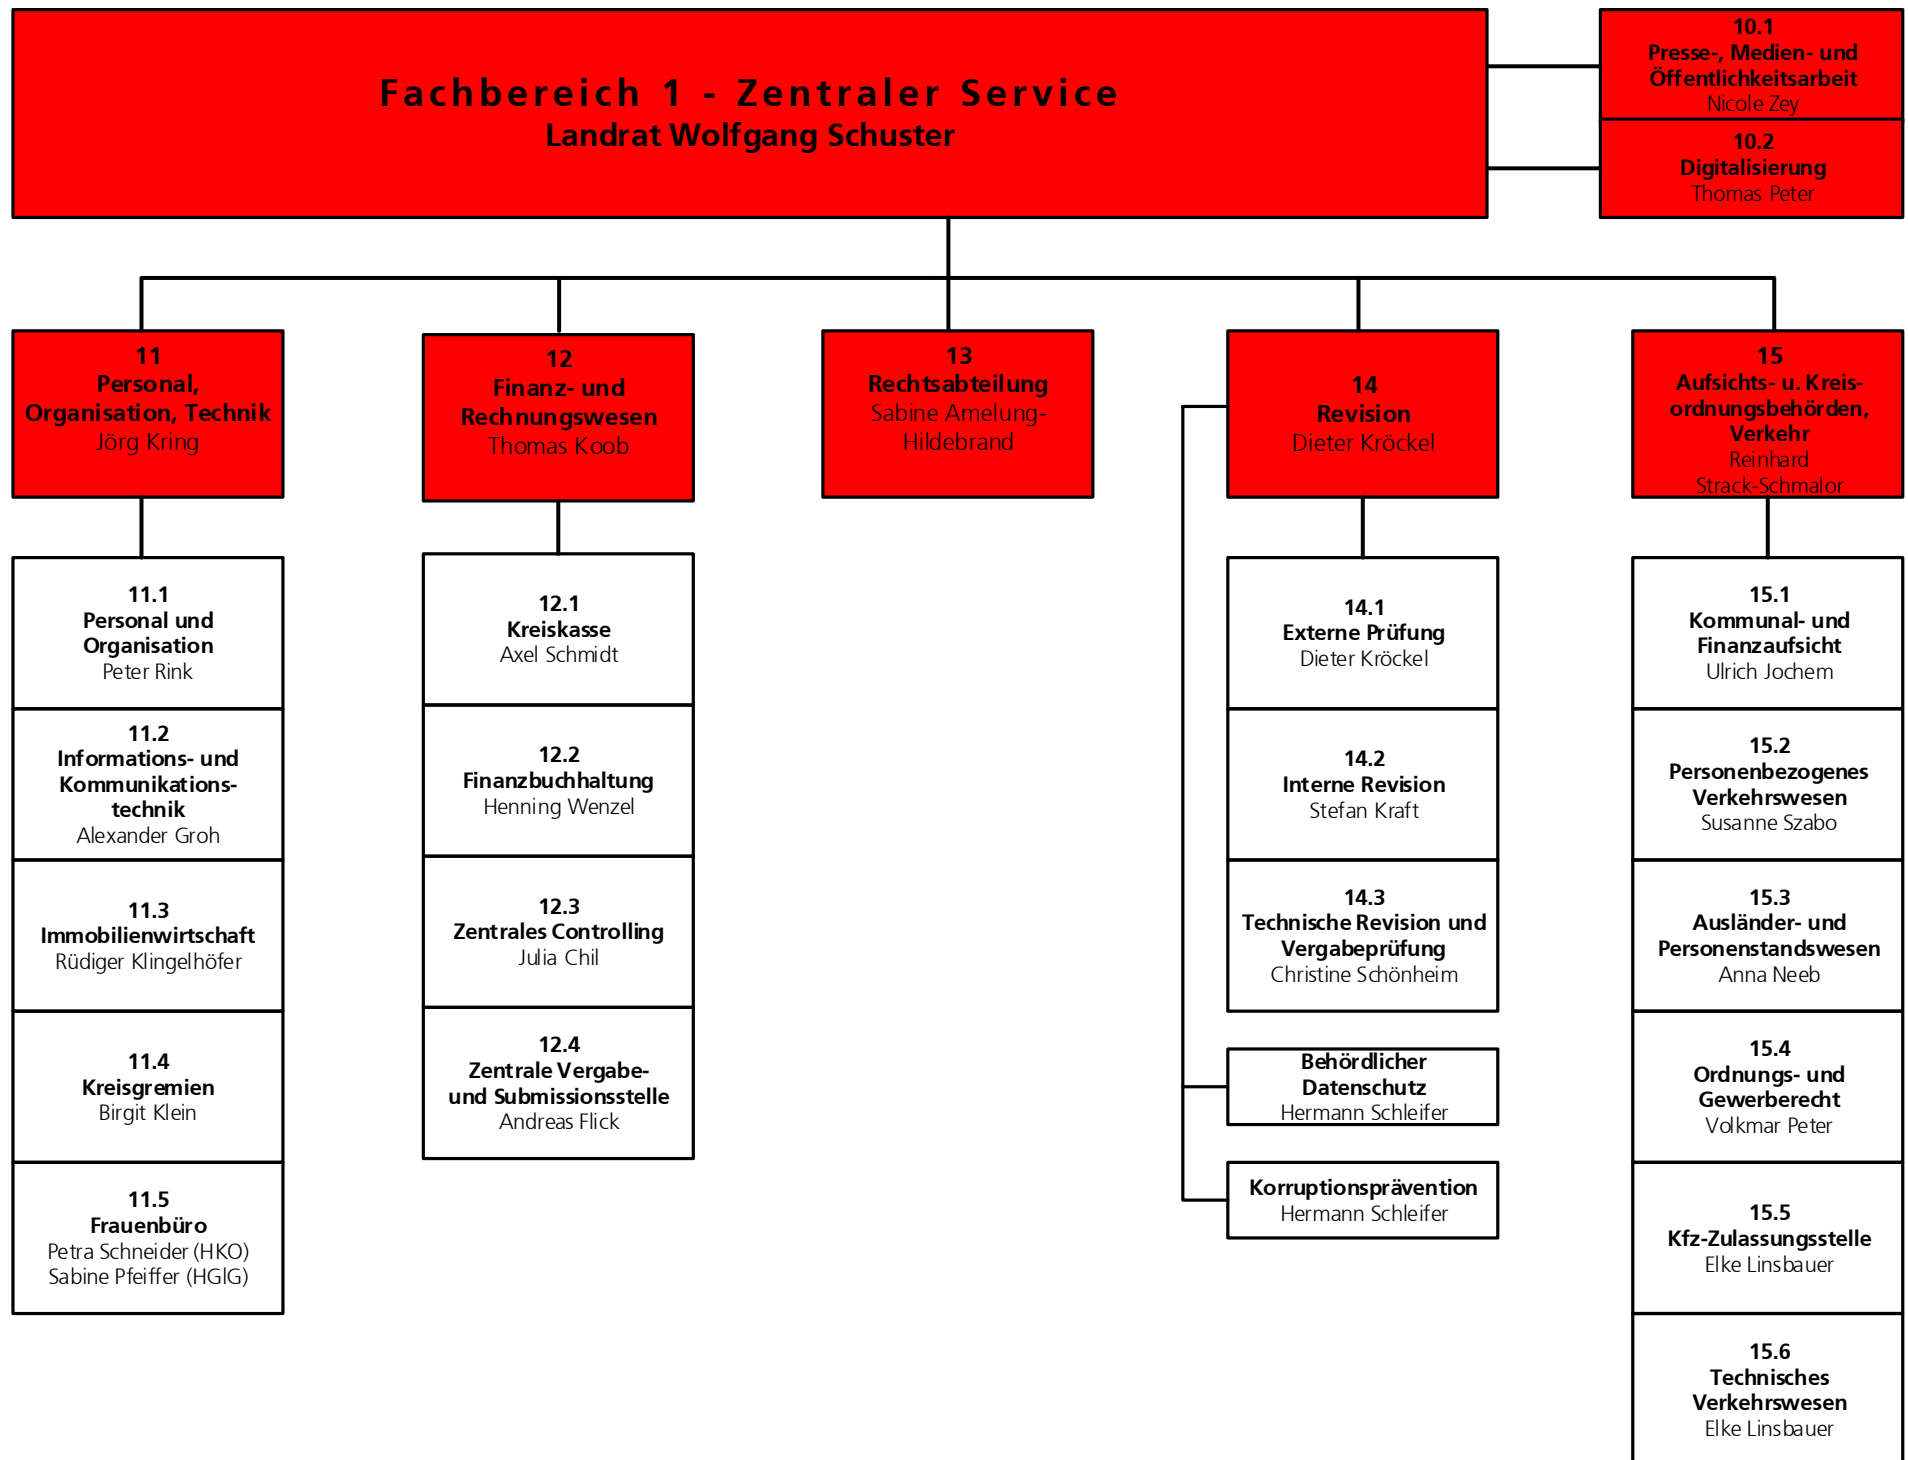 Fachbereich 1 - Zentraler Service
Landrat Wolfgang Schuster
10.1
Presse-, Medien- und
Öffentlichkeitsarbeit
Nicole Zey
10.2
Digitalisierung
Thomas Peter
11
Personal,
Organisation, Technik
Jörg Kring
12
Finanz- und
Rechnungswesen
Thomas Koob
13
Rechtsabteilung
Sabine Amelung-
Hildebrand
14
Revision
Dieter Kröckel
15
Aufsichts- u. Kreis-
ordnungsbehörden,
Verkehr
Reinhard
Strack-Schmalor
11.1
Personal und
Organisation
Peter Rink
11.2
Informations- und
Kommunikations-
technik
Alexander Groh
11.3
Immobilienwirtschaft
Rüdiger Klingelhöfer
11.4
Kreisgremien
Birgit Klein
11.5
Frauenbüro
Petra Schneider (HKO)
Sabine Pfeiffer (HGlG)
12.1
Kreiskasse
Axel Schmidt
12.2
Finanzbuchhaltung
Henning Wenzel
12.3
Zentrales Controlling
Julia Chil
12.4
Zentrale Vergabe-
und Submissionsstelle
Andreas Flick
14.1
Externe Prüfung
Dieter Kröckel
14.2
Interne Revision
Stefan Kraft
14.3
Technische Revision und
Vergabeprüfung
Christine Schönheim
Behördlicher
Datenschutz
Hermann Schleifer
Korruptionsprävention
Hermann Schleifer
15.1
Kommunal- und
Finanzaufsicht
Ulrich Jochem
15.2
Personenbezogenes
Verkehrswesen
Susanne Szabo
15.3
Ausländer- und
Personenstandswesen
Anna Neeb
15.4
Ordnungs- und
Gewerberecht
Volkmar Peter
15.5
Kfz-Zulassungsstelle
Elke Linsbauer
15.6
Technisches
Verkehrswesen
Elke Linsbauer